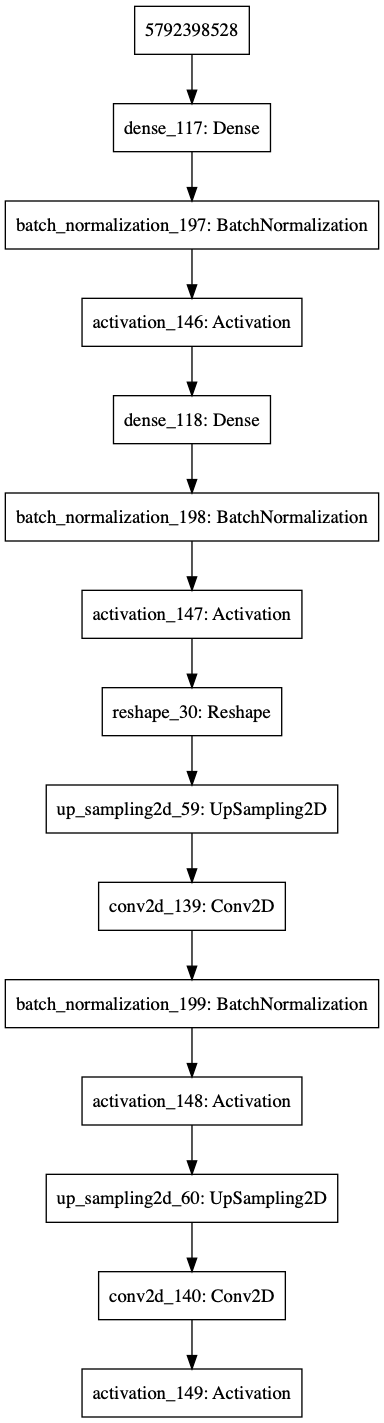 5792398528
dense_117: Dense
batch_normalization_197: BatchNormalization
activation_146: Activation
dense_118: Dense
batch_normalization_198: BatchNormalization
activation_147: Activation
reshape_30: Reshape
up_sampling2d_59: UpSampling2D
conv2d_139: Conv2D
batch_normalization_199: BatchNormalization
activation_148: Activation
up_sampling2d_60: UpSampling2D
conv2d_140: Conv2D
activation_149: Activation